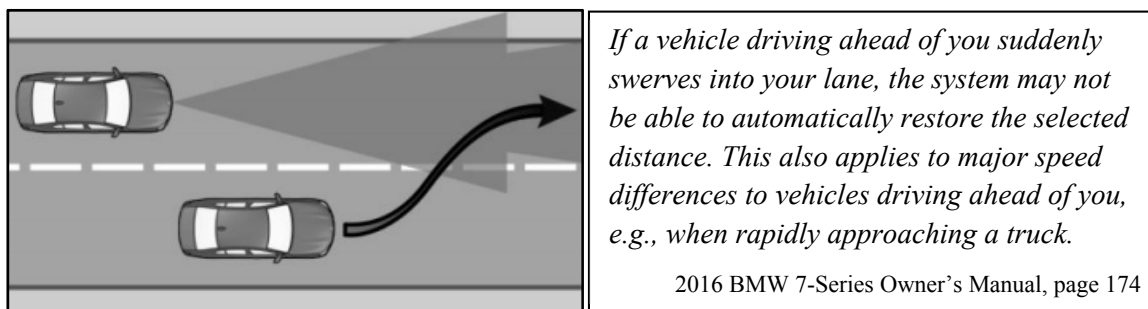 If a vehicle driving ahead of you suddenly
swerves into your lane, the system may not
be able to automatically restore the selected
distance. This also applies to major speed
differences to vehicles driving ahead of you,
e.g., when rapidly approaching a truck.
2016 BMW 7-Series Owner’s Manual, page 174